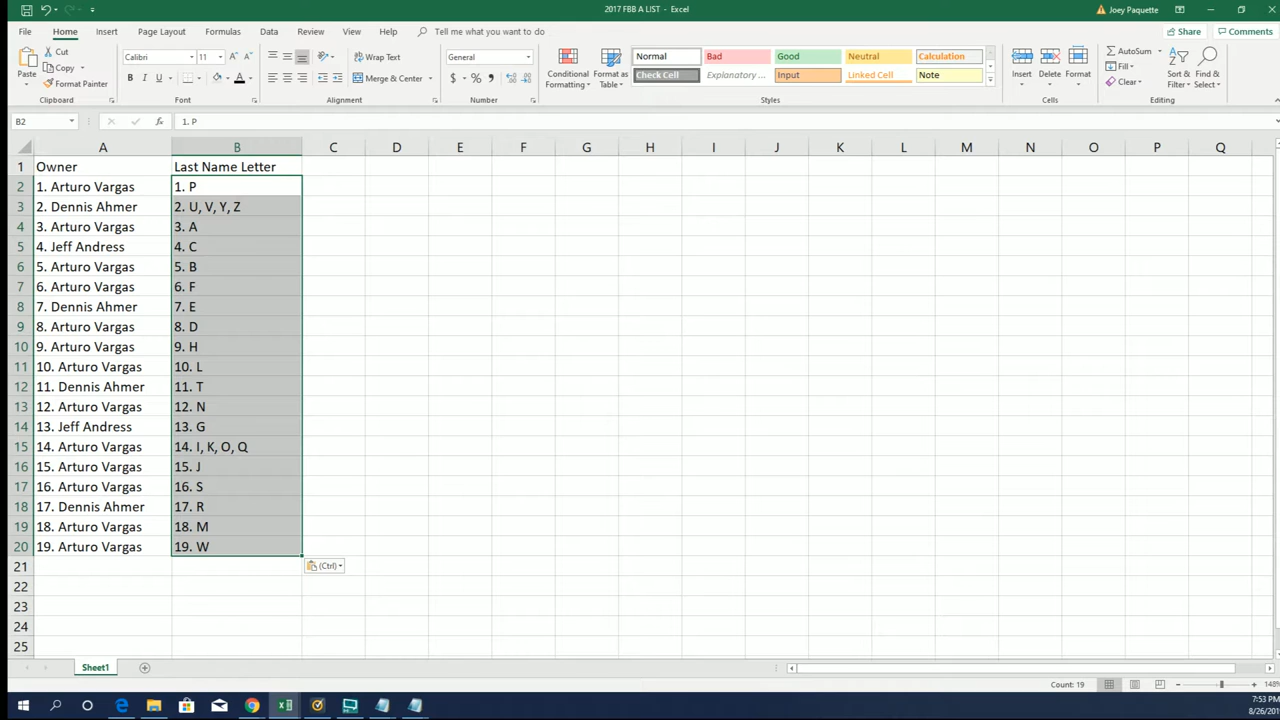 2017 FBB A LIST - Excel
Joey Paquette
File Home Insert Page Layout Formulas Data Review View Help Tell me what you want to do
Share Comments
Cut
Copy
Format Painter
Paste
Clipboard
Calibri 11
B I U
Font
Wrap Text
Merge & Center
Alignment
General
$ % ,
Number
Conditional Formatting
Format as Table
Normal Bad Good Neutral Calculation
Check Cell Explanatory ... Input Linked Cell Note
Styles
Insert Delete Format
Cells
AutoSum
Fill
Clear
Sort & Filter
Find & Select
Editing
B2 fx 1. P
A B C D E F G H I J K L M N O P Q
1 Owner Last Name Letter
2 1. Arturo Vargas 1. P
3 2. Dennis Ahmer 2. U, V, Y, Z
4 3. Arturo Vargas 3. A
5 4. Jeff Andress 4. C
6 5. Arturo Vargas 5. B
7 6. Arturo Vargas 6. F
8 7. Dennis Ahmer 7. E
9 8. Arturo Vargas 8. D
10 9. Arturo Vargas 9. H
11 10. Arturo Vargas 10. L
12 11. Dennis Ahmer 11. T
13 12. Arturo Vargas 12. N
14 13. Jeff Andress 13. G
15 14. Arturo Vargas 14. I, K, O, Q
16 15. Arturo Vargas 15. J
17 16. Arturo Vargas 16. S
18 17. Dennis Ahmer 17. R
19 18. Arturo Vargas 18. M
20 19. Arturo Vargas 19. W
21 (Ctrl)
22
23
24
25
Sheet1
Count: 19
148%
7:53 PM